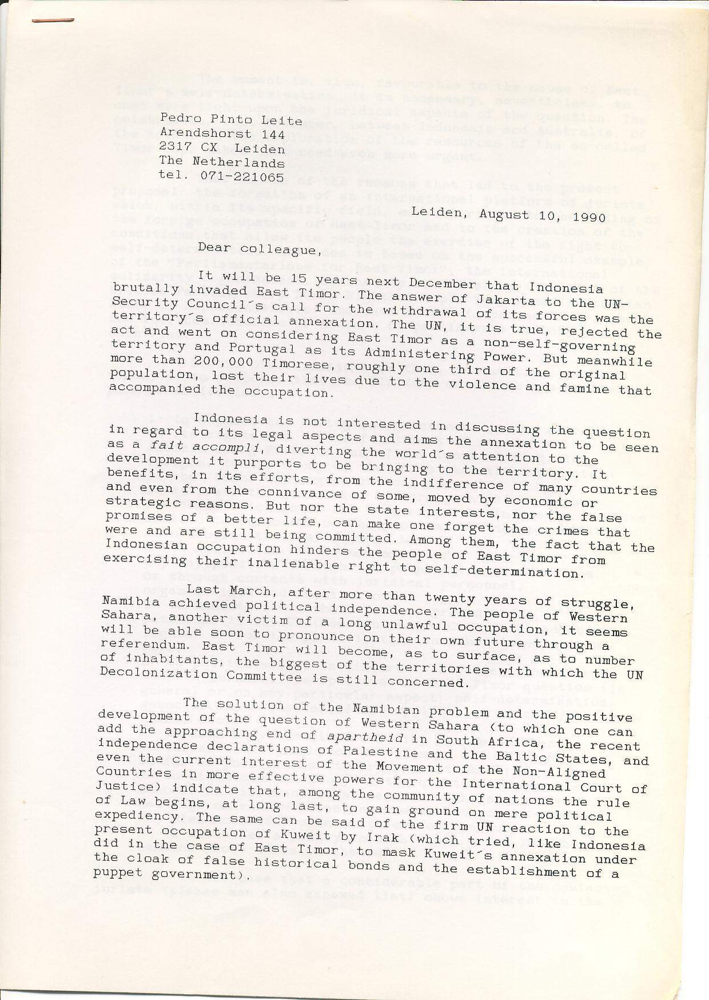 Pedro Pinto Leite
Arendshorst 144
2317 CX  Leiden
The Netherlands
tel. 071-221065
Leiden, August 10, 1990
Dear colleague,
It will be 15 years next December that Indonesia
brutally invaded East Timor. The answer of Jakarta to the UN-
Security Council´s call for the withdrawal of its forces was the
territory´s official annexation. The UN, it is true, rejected the
act and went on considering East Timor as a non-self-governing
territory and Portugal as its Administering Power. But meanwhile
more than 200,000 Timorese, roughly one third of the original
population, lost their lives due to the violence and famine that
accompanied the occupation.
Indonesia is not interested in discussing the question
in regard to its legal aspects and aims the annexation to be seen
as a fait accompli, diverting the world´s attention to the
development it purports to be bringing to the territory. It
benefits, in its efforts, from the indifference of many countries
and even from the connivance of some, moved by economic or
strategic reasons. But nor the state interests, nor the false
promises of a better life, can make one forget the crimes that
were and are still being committed. Among them, the fact that the
Indonesian occupation hinders the people of East Timor from
exercising their inalienable right to self-determination.
Last March, after more than twenty years of struggle,
Namibia achieved political independence. The people of Western
Sahara, another victim of a long unlawful occupation, it seems
will be able soon to pronounce on their own future through a
referendum. East Timor will become, as to surface, as to number
of inhabitants, the biggest of the territories with which the UN
Decolonization Committee is still concerned.
The solution of the Namibian problem and the positive
development of the question of Western Sahara (to which one can
add the approaching end of apartheid in South Africa, the recent
independence declarations of Palestine and the Baltic States, and
even the current interest of the Movement of the Non-Aligned
Countries in more effective powers for the International Court of
Justice) indicate that, among the community of nations the rule
of Law begins, at long last, to gain ground on mere political
expediency. The same can be said of the firm UN reaction to the
present occupation of Kuweit by Irak (which tried, like Indonesia
did in the case of East Timor, to mask Kuweit´s annexation under
the cloak of false historical bonds and the establishment of a
puppet government).